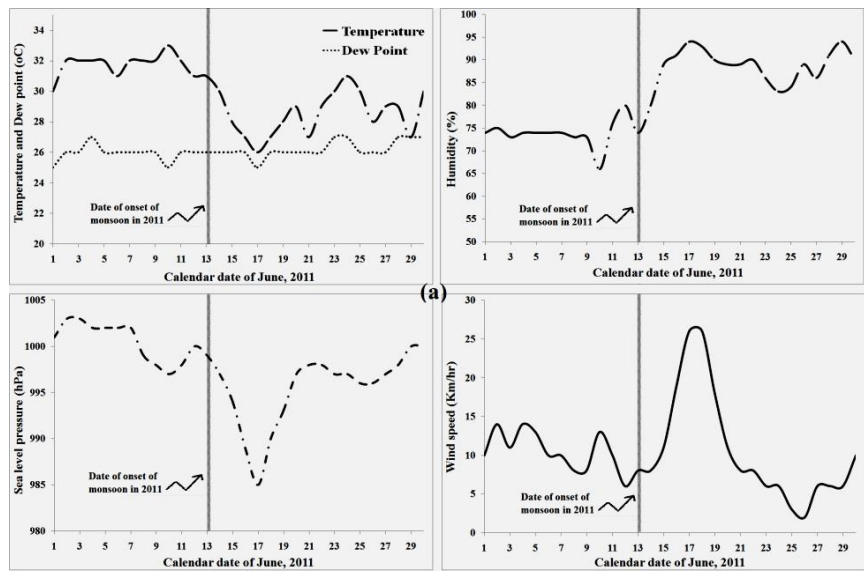 Temperature and Dew point (oC)
34
32
30
28
26
24
22
20
Temperature
Dew Point
Date of onset of
monsoon in 2011
1 3 5 7 9 11 13 15 17 19 21 23 25 27 29
Calendar date of June, 2011
Humidity (%)
100
95
90
85
80
75
70
65
60
55
50
Date of onset of
monsoon in 2011
1 3 5 7 9 11 13 15 17 19 21 23 25 27 29
Calendar date of June, 2011
(a)
Sea level pressure (hPa)
1005
1000
995
990
985
980
Date of onset of
monsoon in 2011
1 3 5 7 9 11 13 15 17 19 21 23 25 27 29
Calendar date of June, 2011
Wind speed (Km/hr)
30
25
20
15
10
5
0
Date of onset of
monsoon in 2011
1 3 5 7 9 11 13 15 17 19 21 23 25 27 29
Calendar date of June, 2011